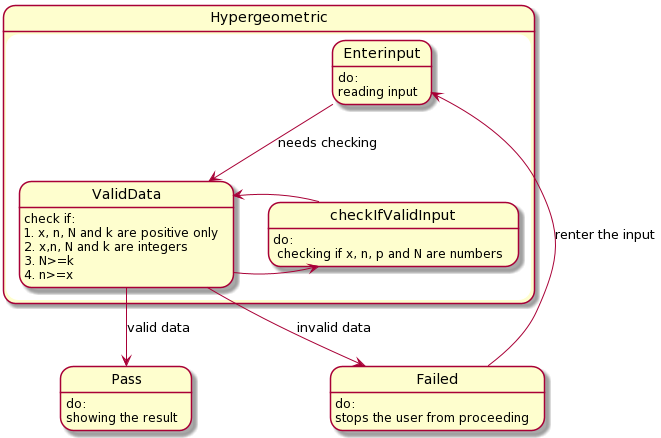 Hypergeometric
Enterinput
do:
reading input
needs checking
ValidData
check if:
1. x, n, N and k are positive only
2. x,n, N and k are integers
3. N>=k
4. n>=x
checkIfValidInput
do:
checking if x, n, p and N are numbers
renter the input
valid data
invalid data
Pass
do:
showing the result
Failed
do:
stops the user from proceeding